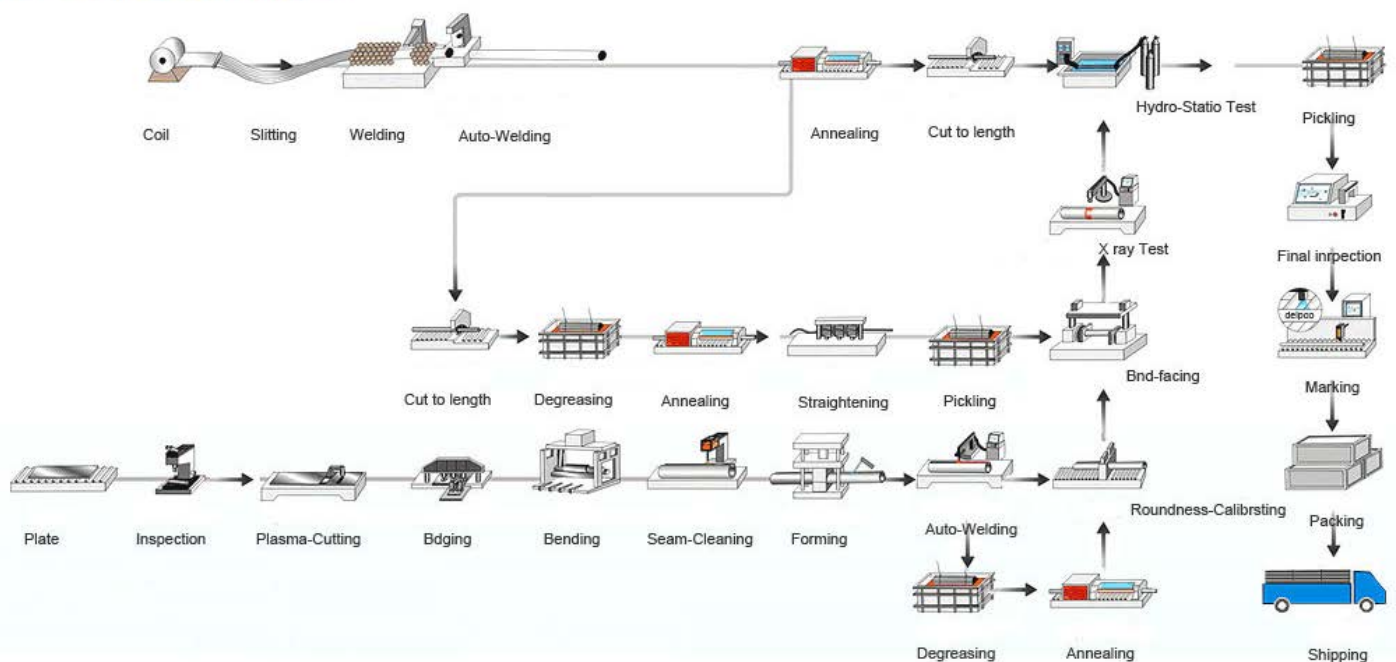 Hydro-Statio Test
Coil
Slitting
Welding
Auto-Welding
Annealing
Cut to length
Pickling
X ray Test
Final inrpection
delpco
Bnd-facing
Cut to length
Degreasing
Annealing
Straightening
Pickling
Marking
Roundness-Calibrsting
Packing
Plate
Inspection
Plasma-Cutting
Bdging
Bending
Seam-Cleaning
Forming
Auto-Welding
Degreasing
Annealing
Shipping